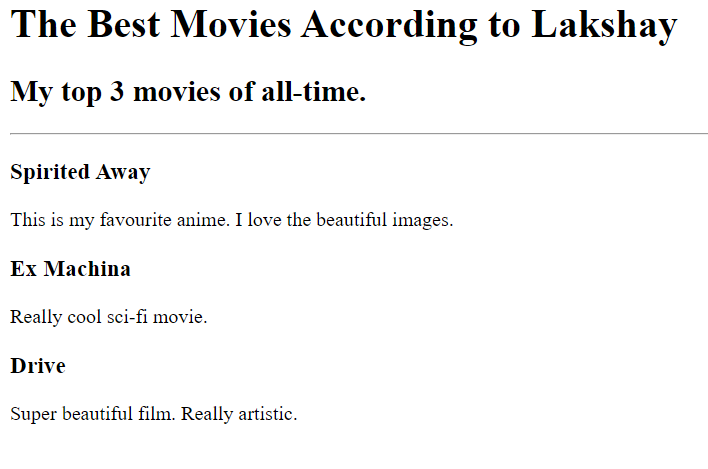 The Best Movies According to Lakshay
My top 3 movies of all-time.
Spirited Away
This is my favourite anime. I love the beautiful images.
Ex Machina
Really cool sci-fi movie.
Drive
Super beautiful film. Really artistic.